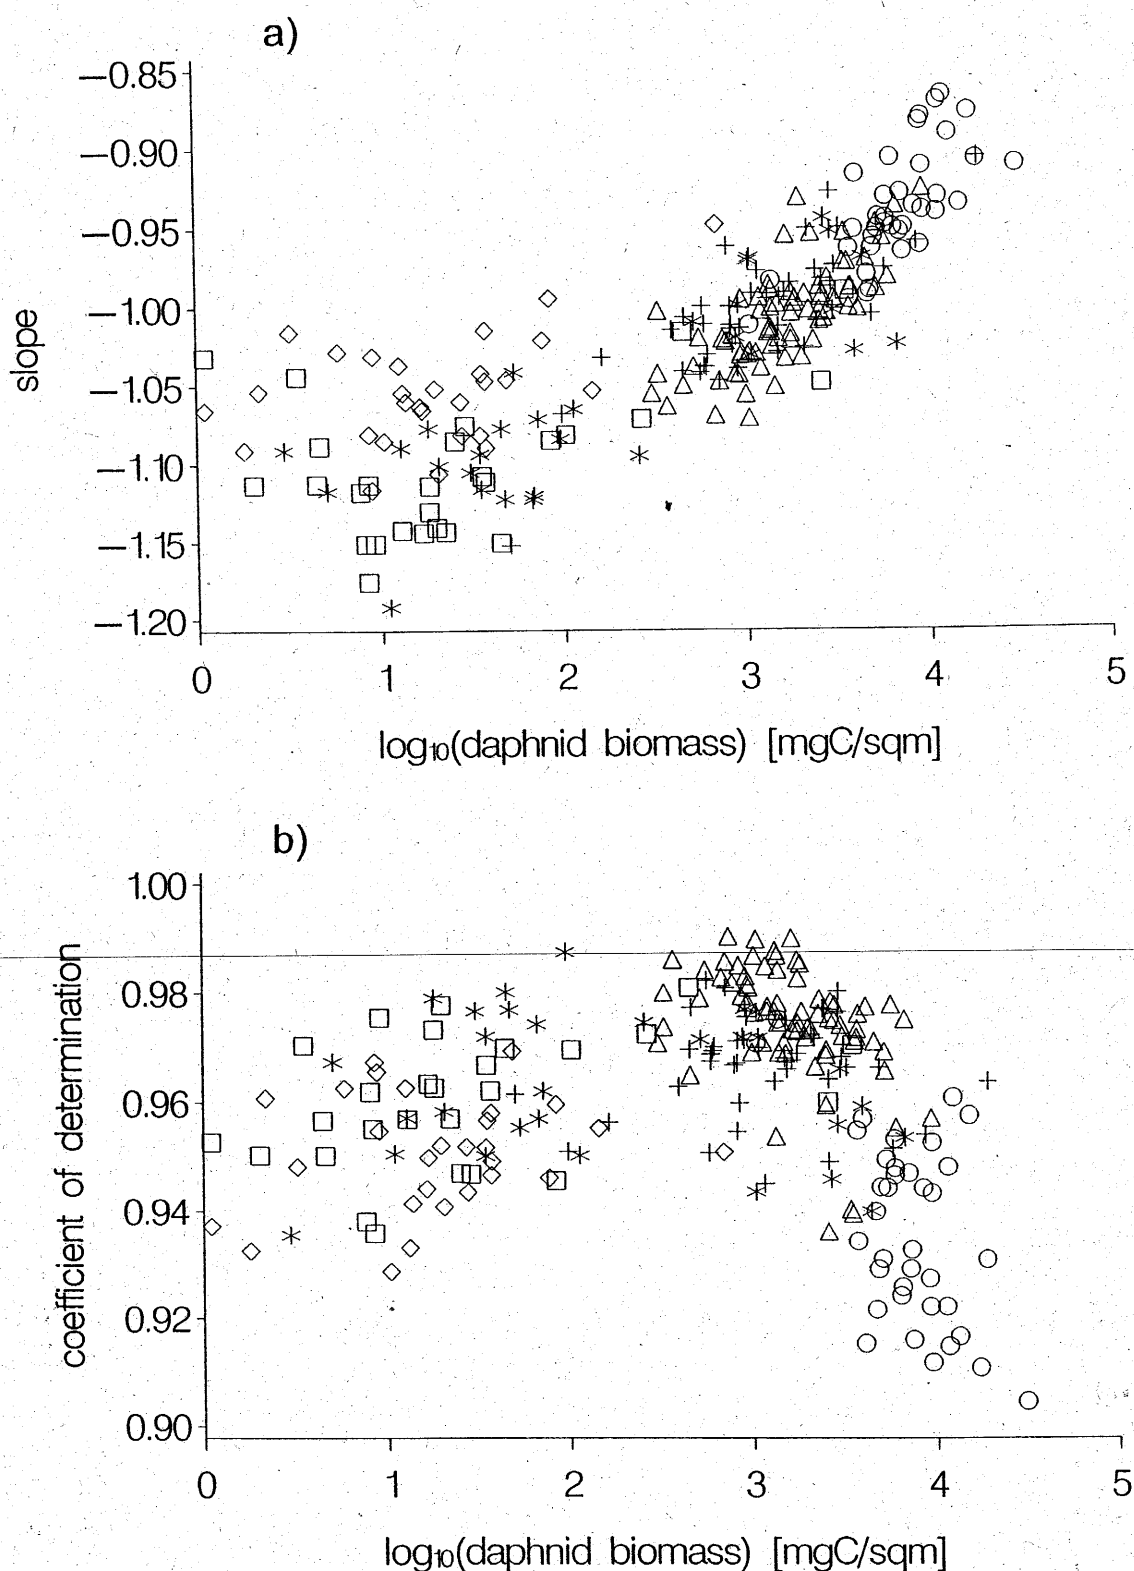 a)
−0.85
−0.90
−0.95
−1.00
−1.05
−1.10
−1.15
−1.20
slope
0 1 2 3 4 5
log₁₀(daphnid biomass) [mgC/sqm]
b)
1.00
0.98
0.96
0.94
0.92
0.90
coefficient of determination
0 1 2 3 4 5
log₁₀(daphnid biomass) [mgC/sqm]